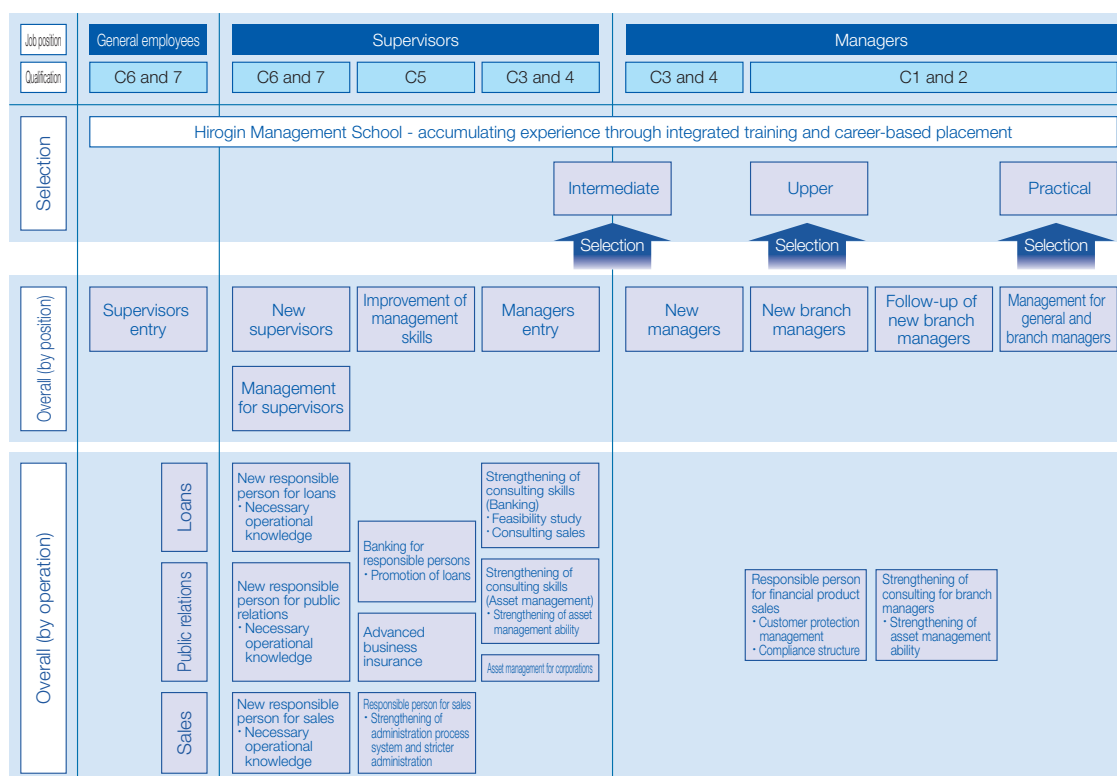 Job position
General employees
Supervisors
Managers
Qualification
C6 and 7
C6 and 7
C5
C3 and 4
C3 and 4
C1 and 2
Selection
Hirogin Management School - accumulating experience through integrated training and career-based placement
Intermediate
Upper
Practical
Selection
Selection
Selection
Overall (by position)
Supervisors
entry
New
supervisors
Improvement of
management
skills
Managers
entry
New
managers
New branch
managers
Follow-up of
new branch
managers
Management for
general and
branch managers
Management
for supervisors
Overall (by operation)
Loans
New responsible
person for loans
・Necessary
operational
knowledge
Banking for
responsible persons
・Promotion of loans
Strengthening of
consulting skills
(Banking)
・Feasibility study
・Consulting sales
Public relations
New responsible
person for public
relations
・Necessary
operational
knowledge
Advanced
business
insurance
Strengthening of
consulting skills
(Asset management)
・Strengthening of asset
management ability
Asset management for corporations
Responsible person
for financial product
sales
・Customer protection
management
・Compliance structure
Strengthening of
consulting for branch
managers
・Strengthening of
asset management
ability
Sales
New responsible
person for sales
・Necessary
operational
knowledge
Responsible person for sales
・Strengthening of
administration process
system and stricter
administration